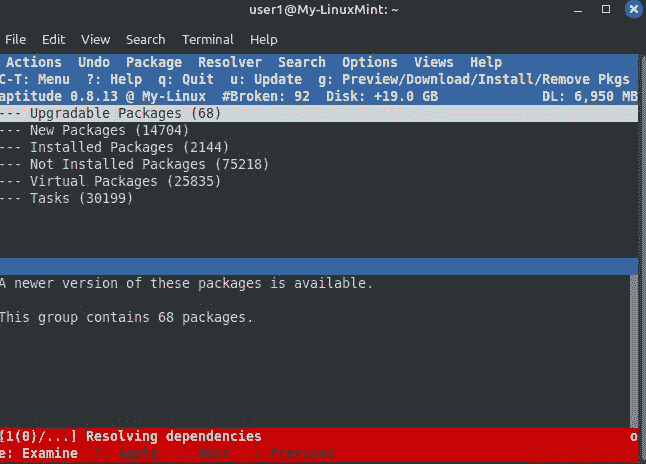 user1@My-LinuxMint: ~
File Edit View Search Terminal Help
Actions Undo Package Resolver Search Options Views Help
C-T: Menu ?: Help q: Quit u: Update g: Preview/Download/Install/Remove Pkgs
aptitude 0.8.13 @ My-Linux #Broken: 92 Disk: +19.0 GB DL: 6,950 MB
--- Upgradable Packages (68)
--- New Packages (14704)
--- Installed Packages (2144)
--- Not Installed Packages (75218)
--- Virtual Packages (25835)
--- Tasks (30199)
A newer version of these packages is available.
This group contains 68 packages.
[1(0)/...] Resolving dependencies o
e: Examine !: Apply .: Next ,: Previous